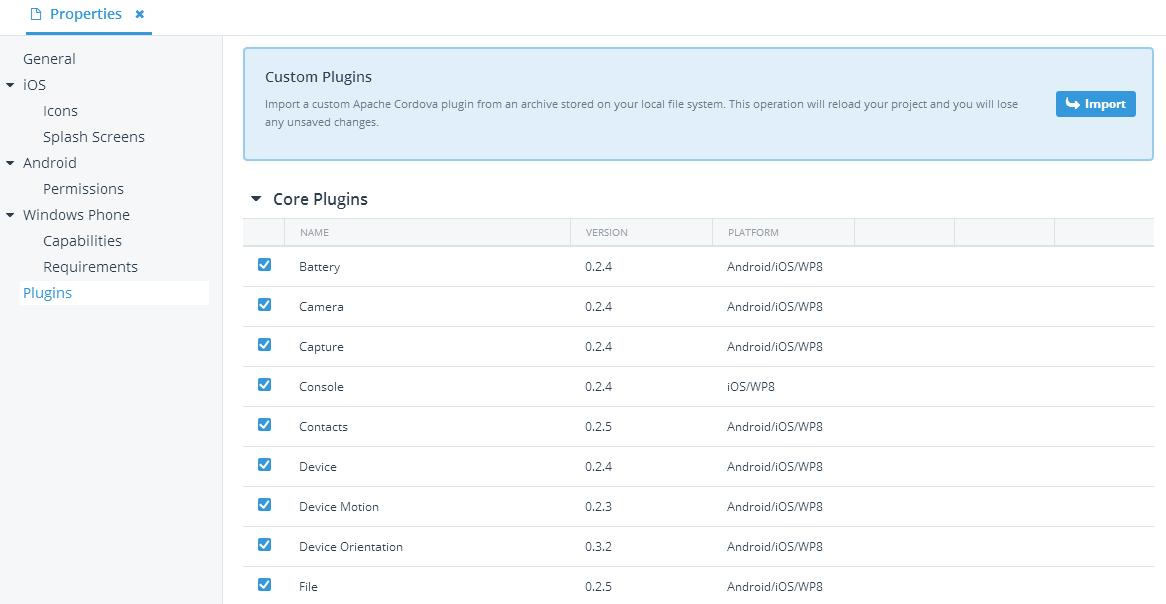 Properties
General
iOS
Icons
Splash Screens
Android
Permissions
Windows Phone
Capabilities
Requirements
Plugins
Custom Plugins
Import a custom Apache Cordova plugin from an archive stored on your local file system. This operation will reload your project and you will lose
any unsaved changes.
Import
Core Plugins
NAME VERSION PLATFORM
Battery 0.2.4 Android/iOS/WP8
Camera 0.2.4 Android/iOS/WP8
Capture 0.2.4 Android/iOS/WP8
Console 0.2.4 iOS/WP8
Contacts 0.2.5 Android/iOS/WP8
Device 0.2.4 Android/iOS/WP8
Device Motion 0.2.3 Android/iOS/WP8
Device Orientation 0.3.2 Android/iOS/WP8
File 0.2.5 Android/iOS/WP8